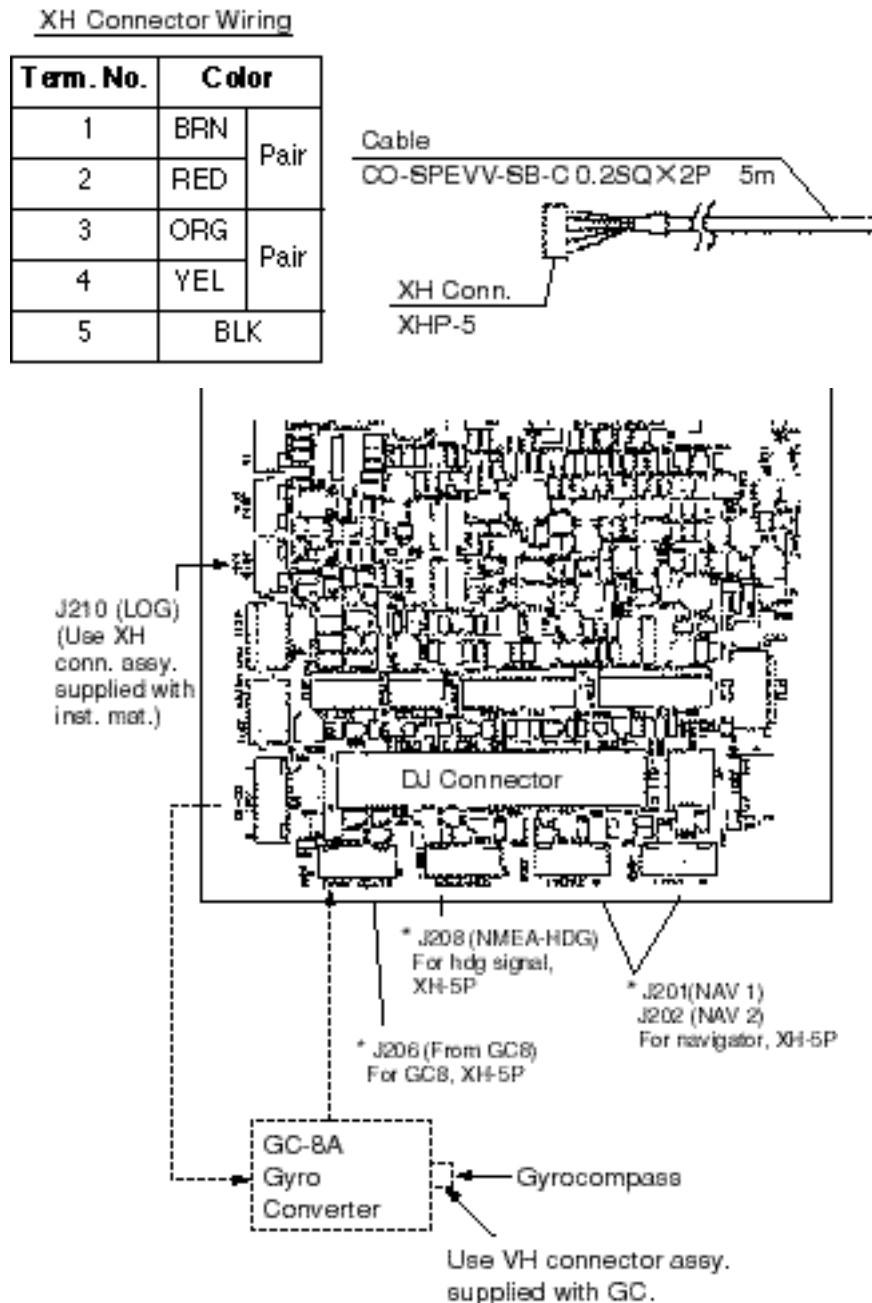 XH Connector Wiring
Term. No. Color
1 BRN Pair
2 RED
3 ORG Pair
4 YEL
5 BLK
Cable
CO-SPEVV-SB-C 0.2SQ×2P 5m
XH Conn.
XHP-5
J210 (LOG)
(Use XH
conn. assy.
supplied with
inst. mat.)
DJ Connector
* J208 (NMEA-HDG)
For hdg signal,
XH-5P
* J201(NAV 1)
J202 (NAV 2)
For navigator, XH-5P
* J206 (From GC8)
For GC8, XH-5P
GC-8A
Gyro
Converter
Gyrocompass
Use VH connector assy.
supplied with GC.